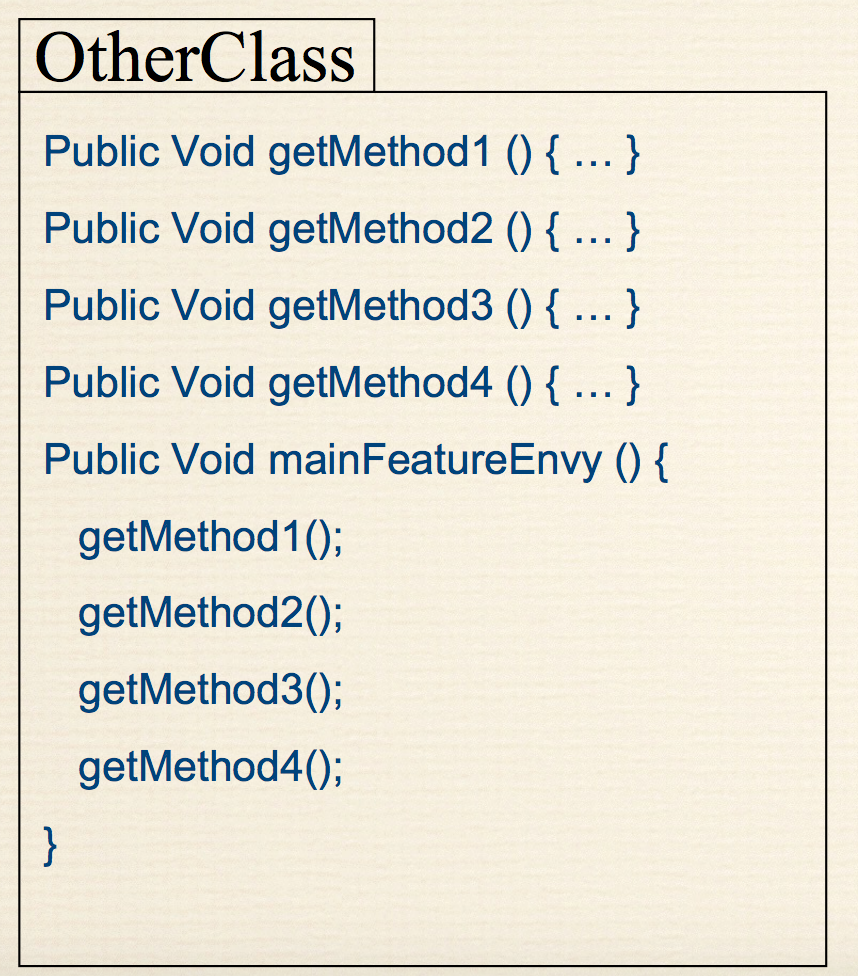 OtherClass
Public Void getMethod1 () { … }
Public Void getMethod2 () { … }
Public Void getMethod3 () { … }
Public Void getMethod4 () { … }
Public Void mainFeatureEnvy () {
getMethod1();
getMethod2();
getMethod3();
getMethod4();
}